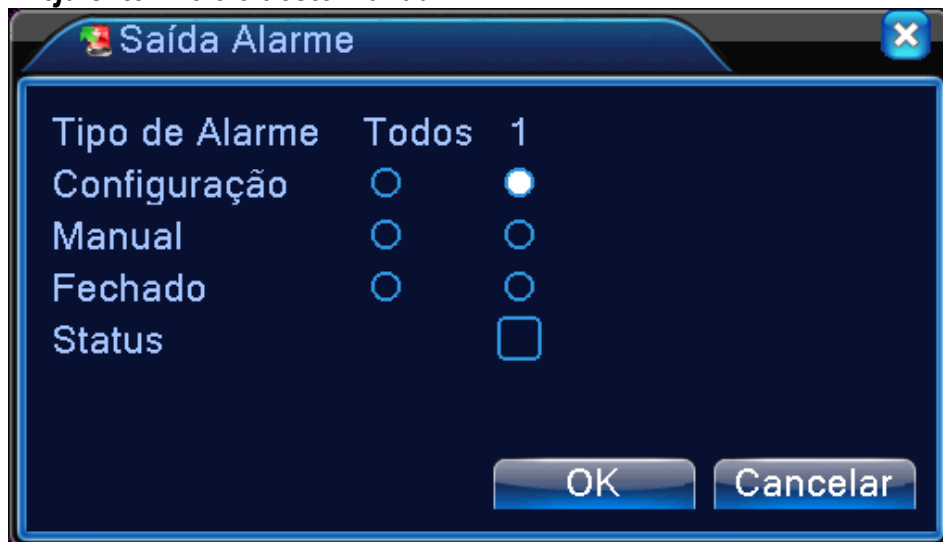 Saída Alarme
Tipo de Alarme Todos 1
Configuração
Manual
Fechado
Status
OK Cancelar